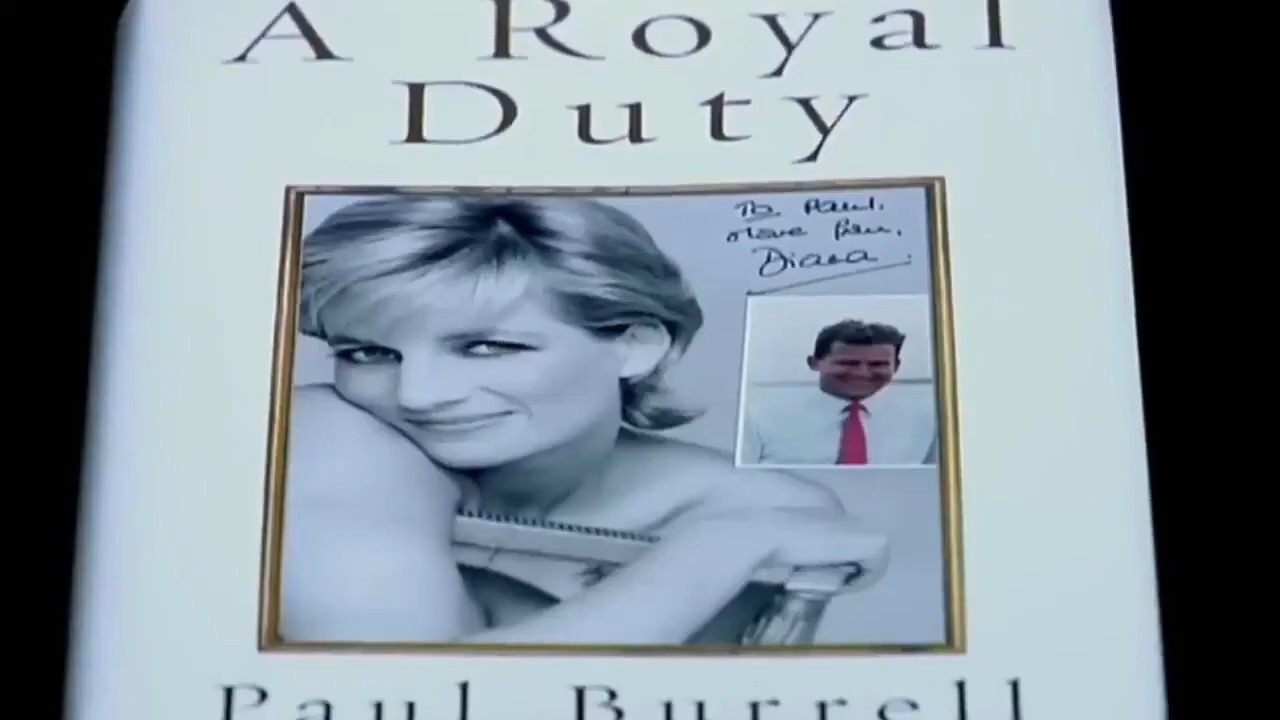 A Royal
Duty
To Paul.
Love from,
Diana
Paul Burrell